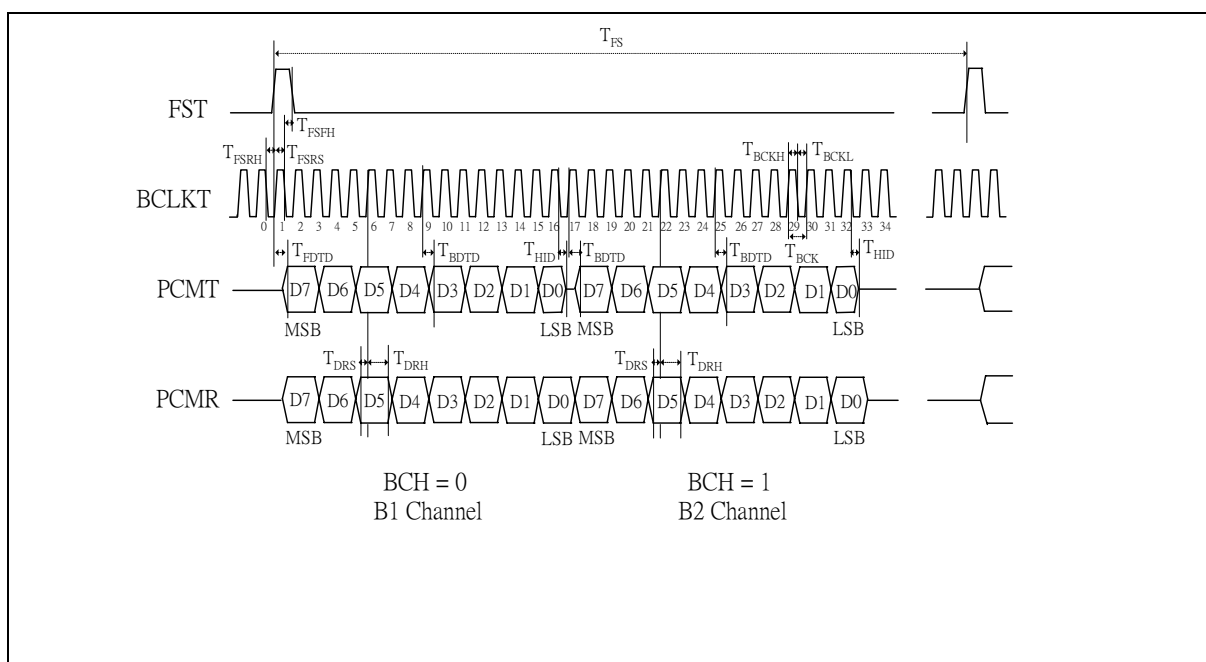 T_FS
FST
T_FSFH
T_FSRH T_FSRS T_BCKH T_BCKL
BCLKT
0 1 2 3 4 5 6 7 8 9 10 11 12 13 14 15 16 17 18 19 20 21 22 23 24 25 26 27 28 29 30 31 32 33 34
T_FDTD T_BDTD T_HID T_BDTD T_BDTD T_BCK T_HID
PCMT D7 D6 D5 D4 D3 D2 D1 D0 D7 D6 D5 D4 D3 D2 D1 D0
MSB LSB MSB LSB
T_DRS T_DRH T_DRS T_DRH
PCMR D7 D6 D5 D4 D3 D2 D1 D0 D7 D6 D5 D4 D3 D2 D1 D0
MSB LSB MSB LSB
BCH = 0 BCH = 1
B1 Channel B2 Channel